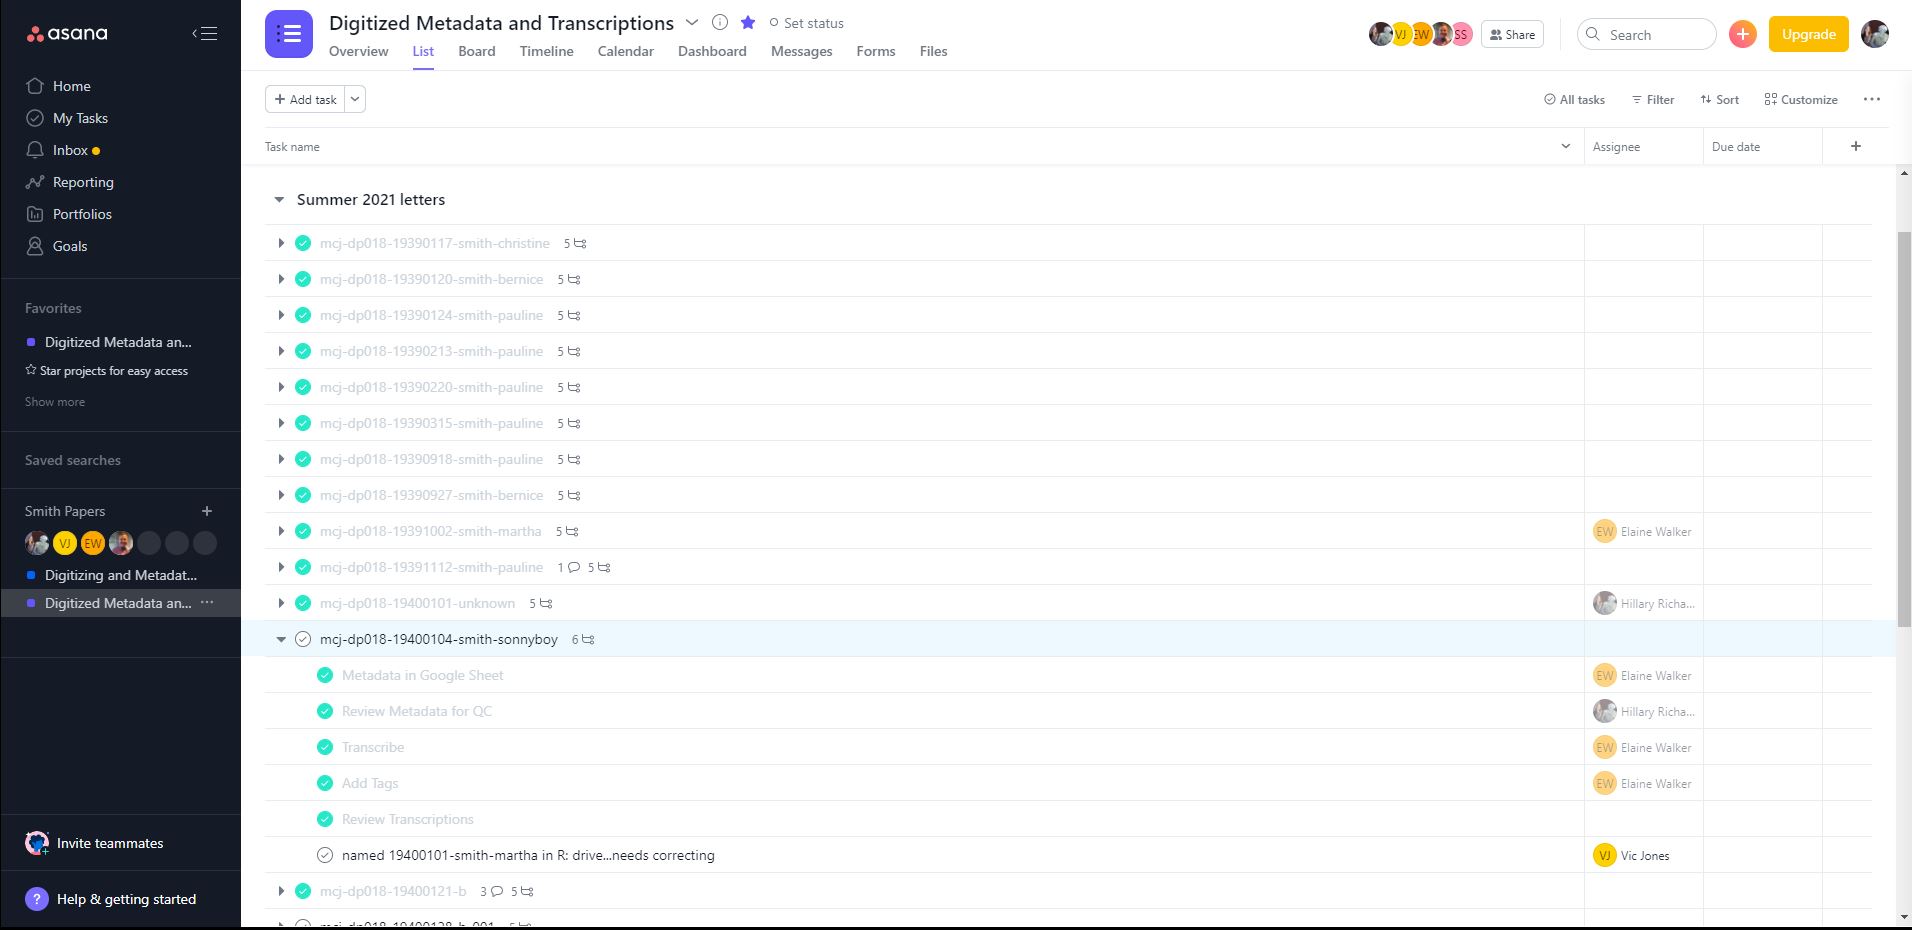 asana
Home
My Tasks
Inbox
Reporting
Portfolios
Goals
Favorites
Digitized Metadata an...
Star projects for easy access
Show more
Saved searches
Smith Papers
VJ EW
Digitizing and Metadat...
Digitized Metadata an... ...
Invite teammates
? Help & getting started
Digitized Metadata and Transcriptions
Set status
Overview List Board Timeline Calendar Dashboard Messages Forms Files
VJ EW SS
Share
Search
Upgrade
+ Add task
All tasks Filter Sort Customize ...
Task name Assignee Due date +
Summer 2021 letters
mcj-dp018-19390117-smith-christine 5
mcj-dp018-19390120-smith-bernice 5
mcj-dp018-19390124-smith-pauline 5
mcj-dp018-19390213-smith-pauline 5
mcj-dp018-19390220-smith-pauline 5
mcj-dp018-19390315-smith-pauline 5
mcj-dp018-19390918-smith-pauline 5
mcj-dp018-19390927-smith-bernice 5
mcj-dp018-19391002-smith-martha 5 EW Elaine Walker
mcj-dp018-19391112-smith-pauline 1 5
mcj-dp018-19400101-unknown 5 Hillary Richa...
mcj-dp018-19400104-smith-sonnyboy 6
Metadata in Google Sheet EW Elaine Walker
Review Metadata for QC Hillary Richa...
Transcribe EW Elaine Walker
Add Tags EW Elaine Walker
Review Transcriptions
named 19400101-smith-martha in R: drive...needs correcting VJ Vic Jones
mcj-dp018-19400121-b 3 5